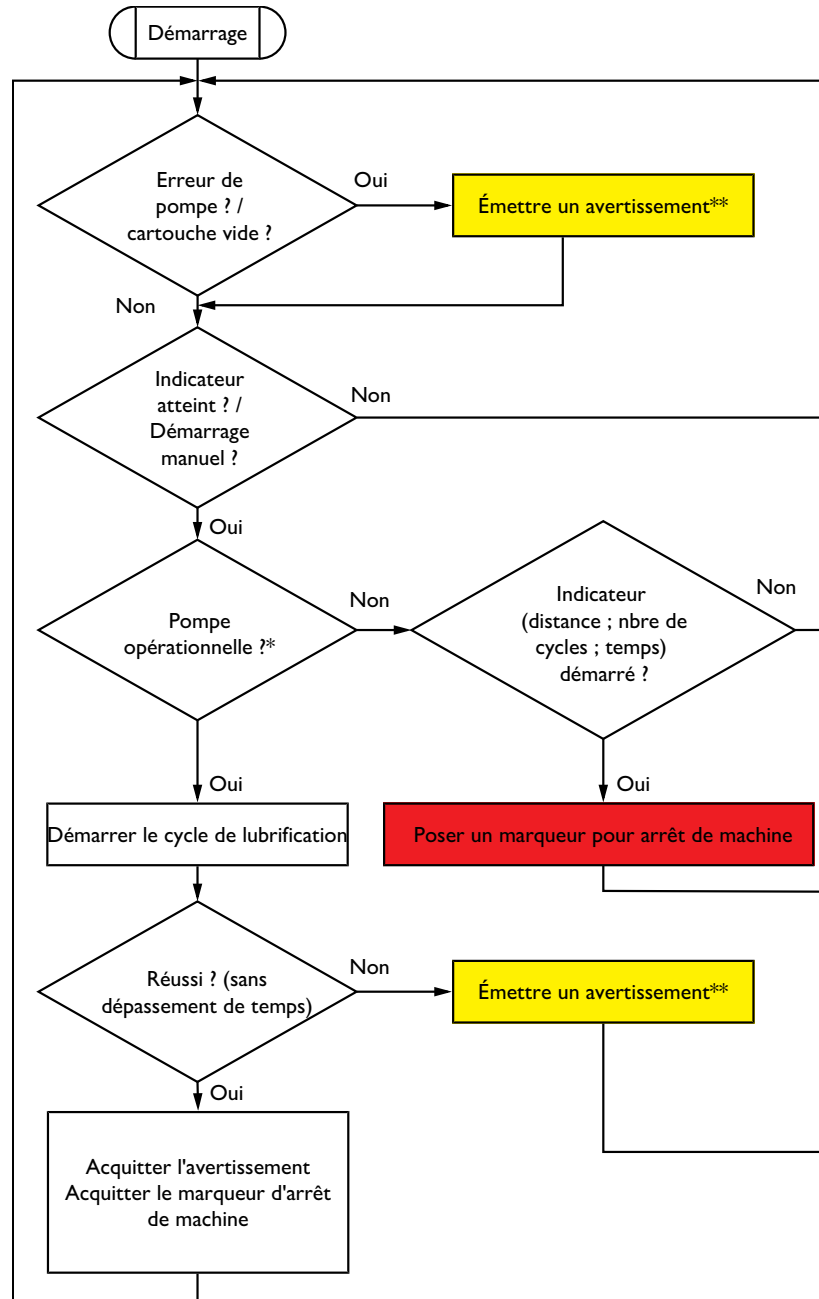 Démarrage
Erreur de
pompe ? /
cartouche vide ?
Oui
Émettre un avertissement**
Non
Indicateur
atteint ? /
Démarrage
manuel ?
Non
Oui
Pompe
opérationnelle ?*
Non
Indicateur
(distance ; nbre de
cycles ; temps)
démarré ?
Non
Oui
Oui
Démarrer le cycle de lubrification
Poser un marqueur pour arrêt de machine
Réussi ? (sans
dépassement de temps)
Non
Émettre un avertissement**
Oui
Acquitter l'avertissement
Acquitter le marqueur d'arrêt
de machine